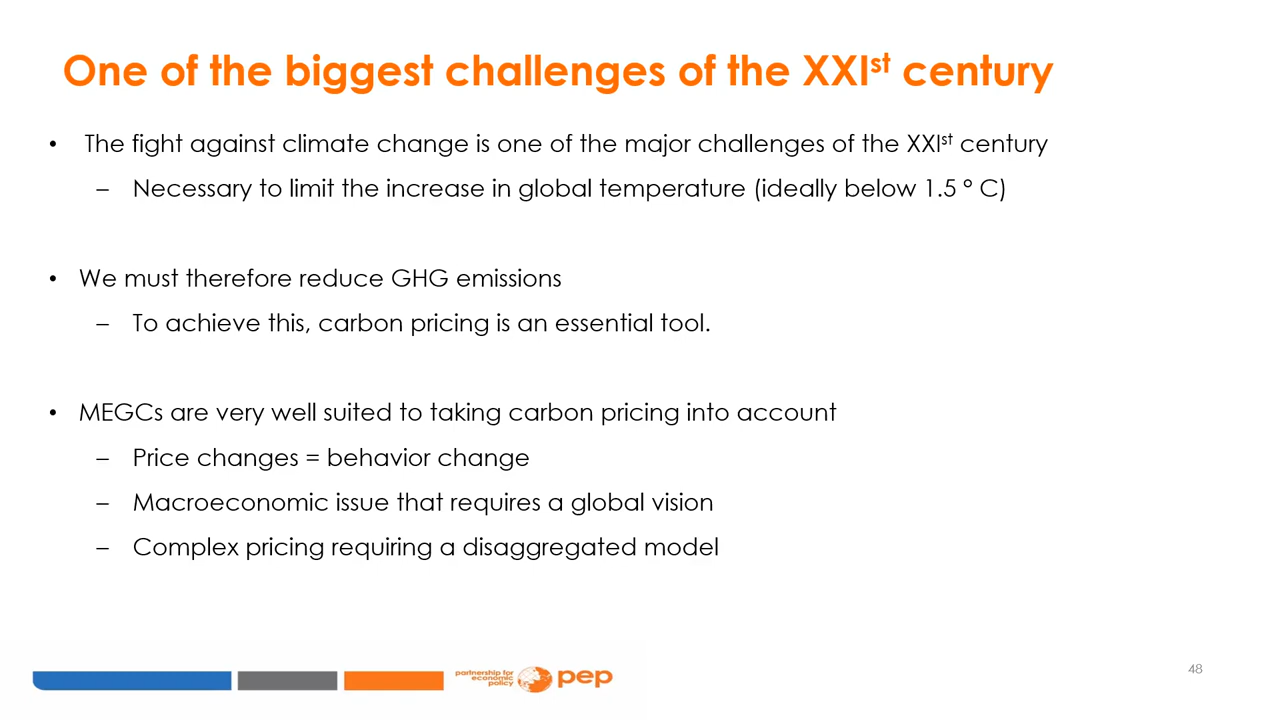 One of the biggest challenges of the XXIst century
• The fight against climate change is one of the major challenges of the XXIst century
– Necessary to limit the increase in global temperature (ideally below 1.5 ° C)
• We must therefore reduce GHG emissions
– To achieve this, carbon pricing is an essential tool.
• MEGCs are very well suited to taking carbon pricing into account
– Price changes = behavior change
– Macroeconomic issue that requires a global vision
– Complex pricing requiring a disaggregated model
partnership for
economic
policy
pep
48